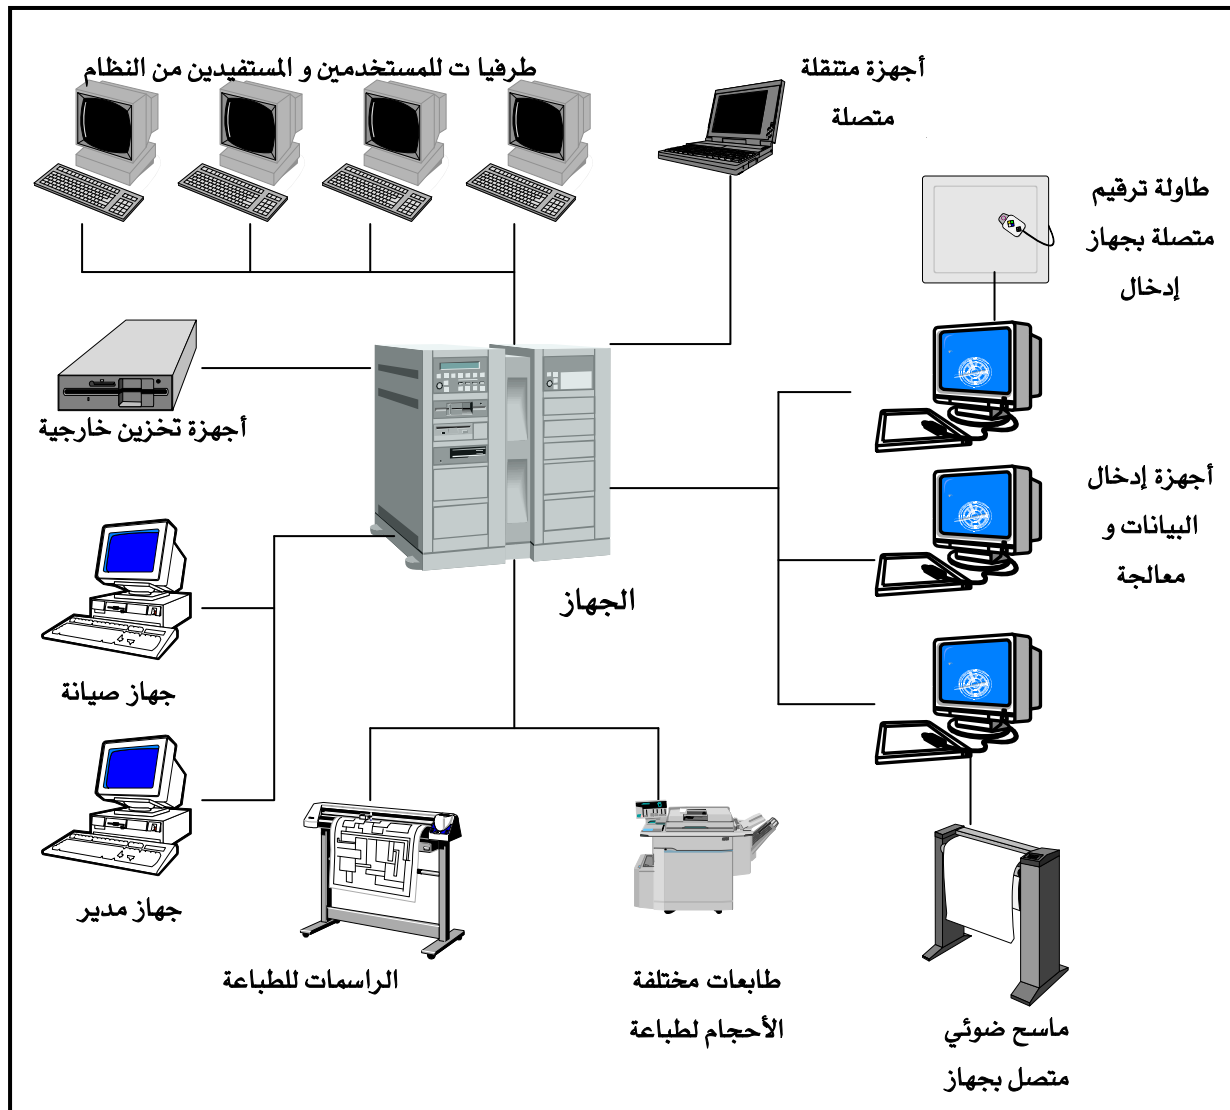 طرفيا ت للمستخدمين و المستفيدين من النظام
أجهزة متنقلة
متصلة
طاولة ترقيم
متصلة بجهاز
إدخال
أجهزة تخزين خارجية
أجهزة إدخال
البيانات و
معالجة
الجهاز
جهاز صيانة
جهاز مدير
الراسمات للطباعة
طابعات مختلفة
الأحجام لطباعة
ماسح ضوئي
متصل بجهاز